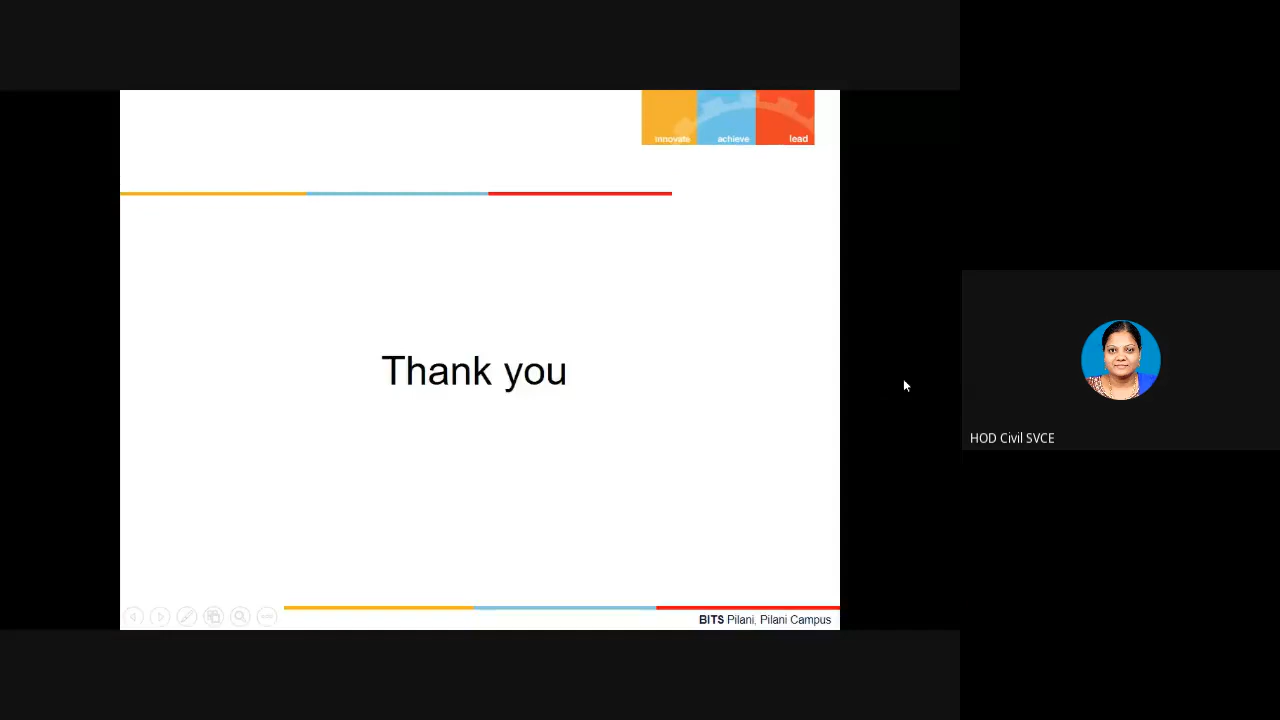 innovate achieve lead
Thank you
HOD Civil SVCE
BITS Pilani, Pilani Campus